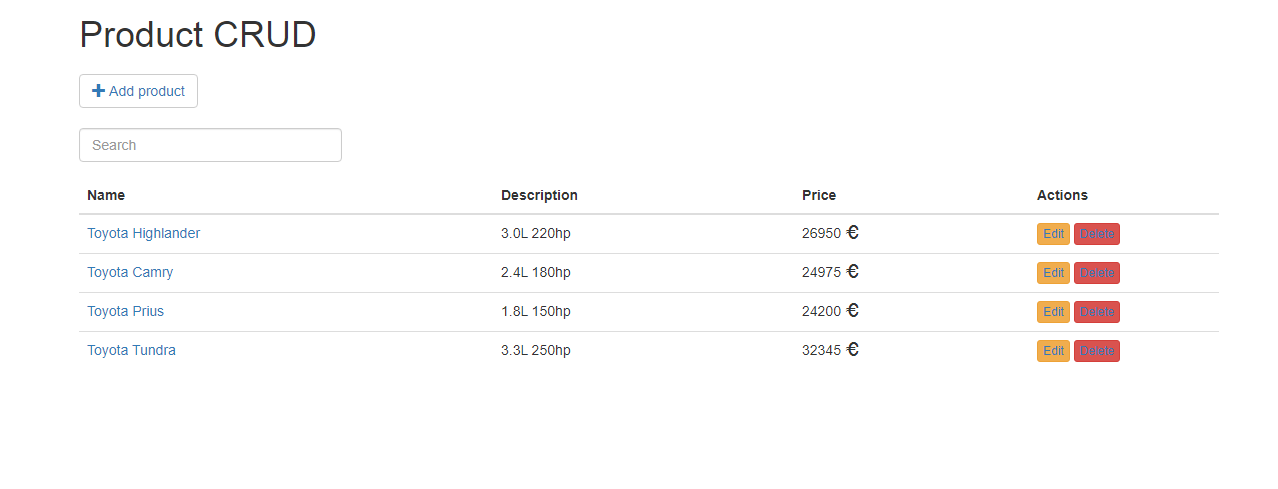 Product CRUD
Add product
Search
Name Description Price Actions
Toyota Highlander 3.0L 220hp 26950 € Edit Delete
Toyota Camry 2.4L 180hp 24975 € Edit Delete
Toyota Prius 1.8L 150hp 24200 € Edit Delete
Toyota Tundra 3.3L 250hp 32345 € Edit Delete